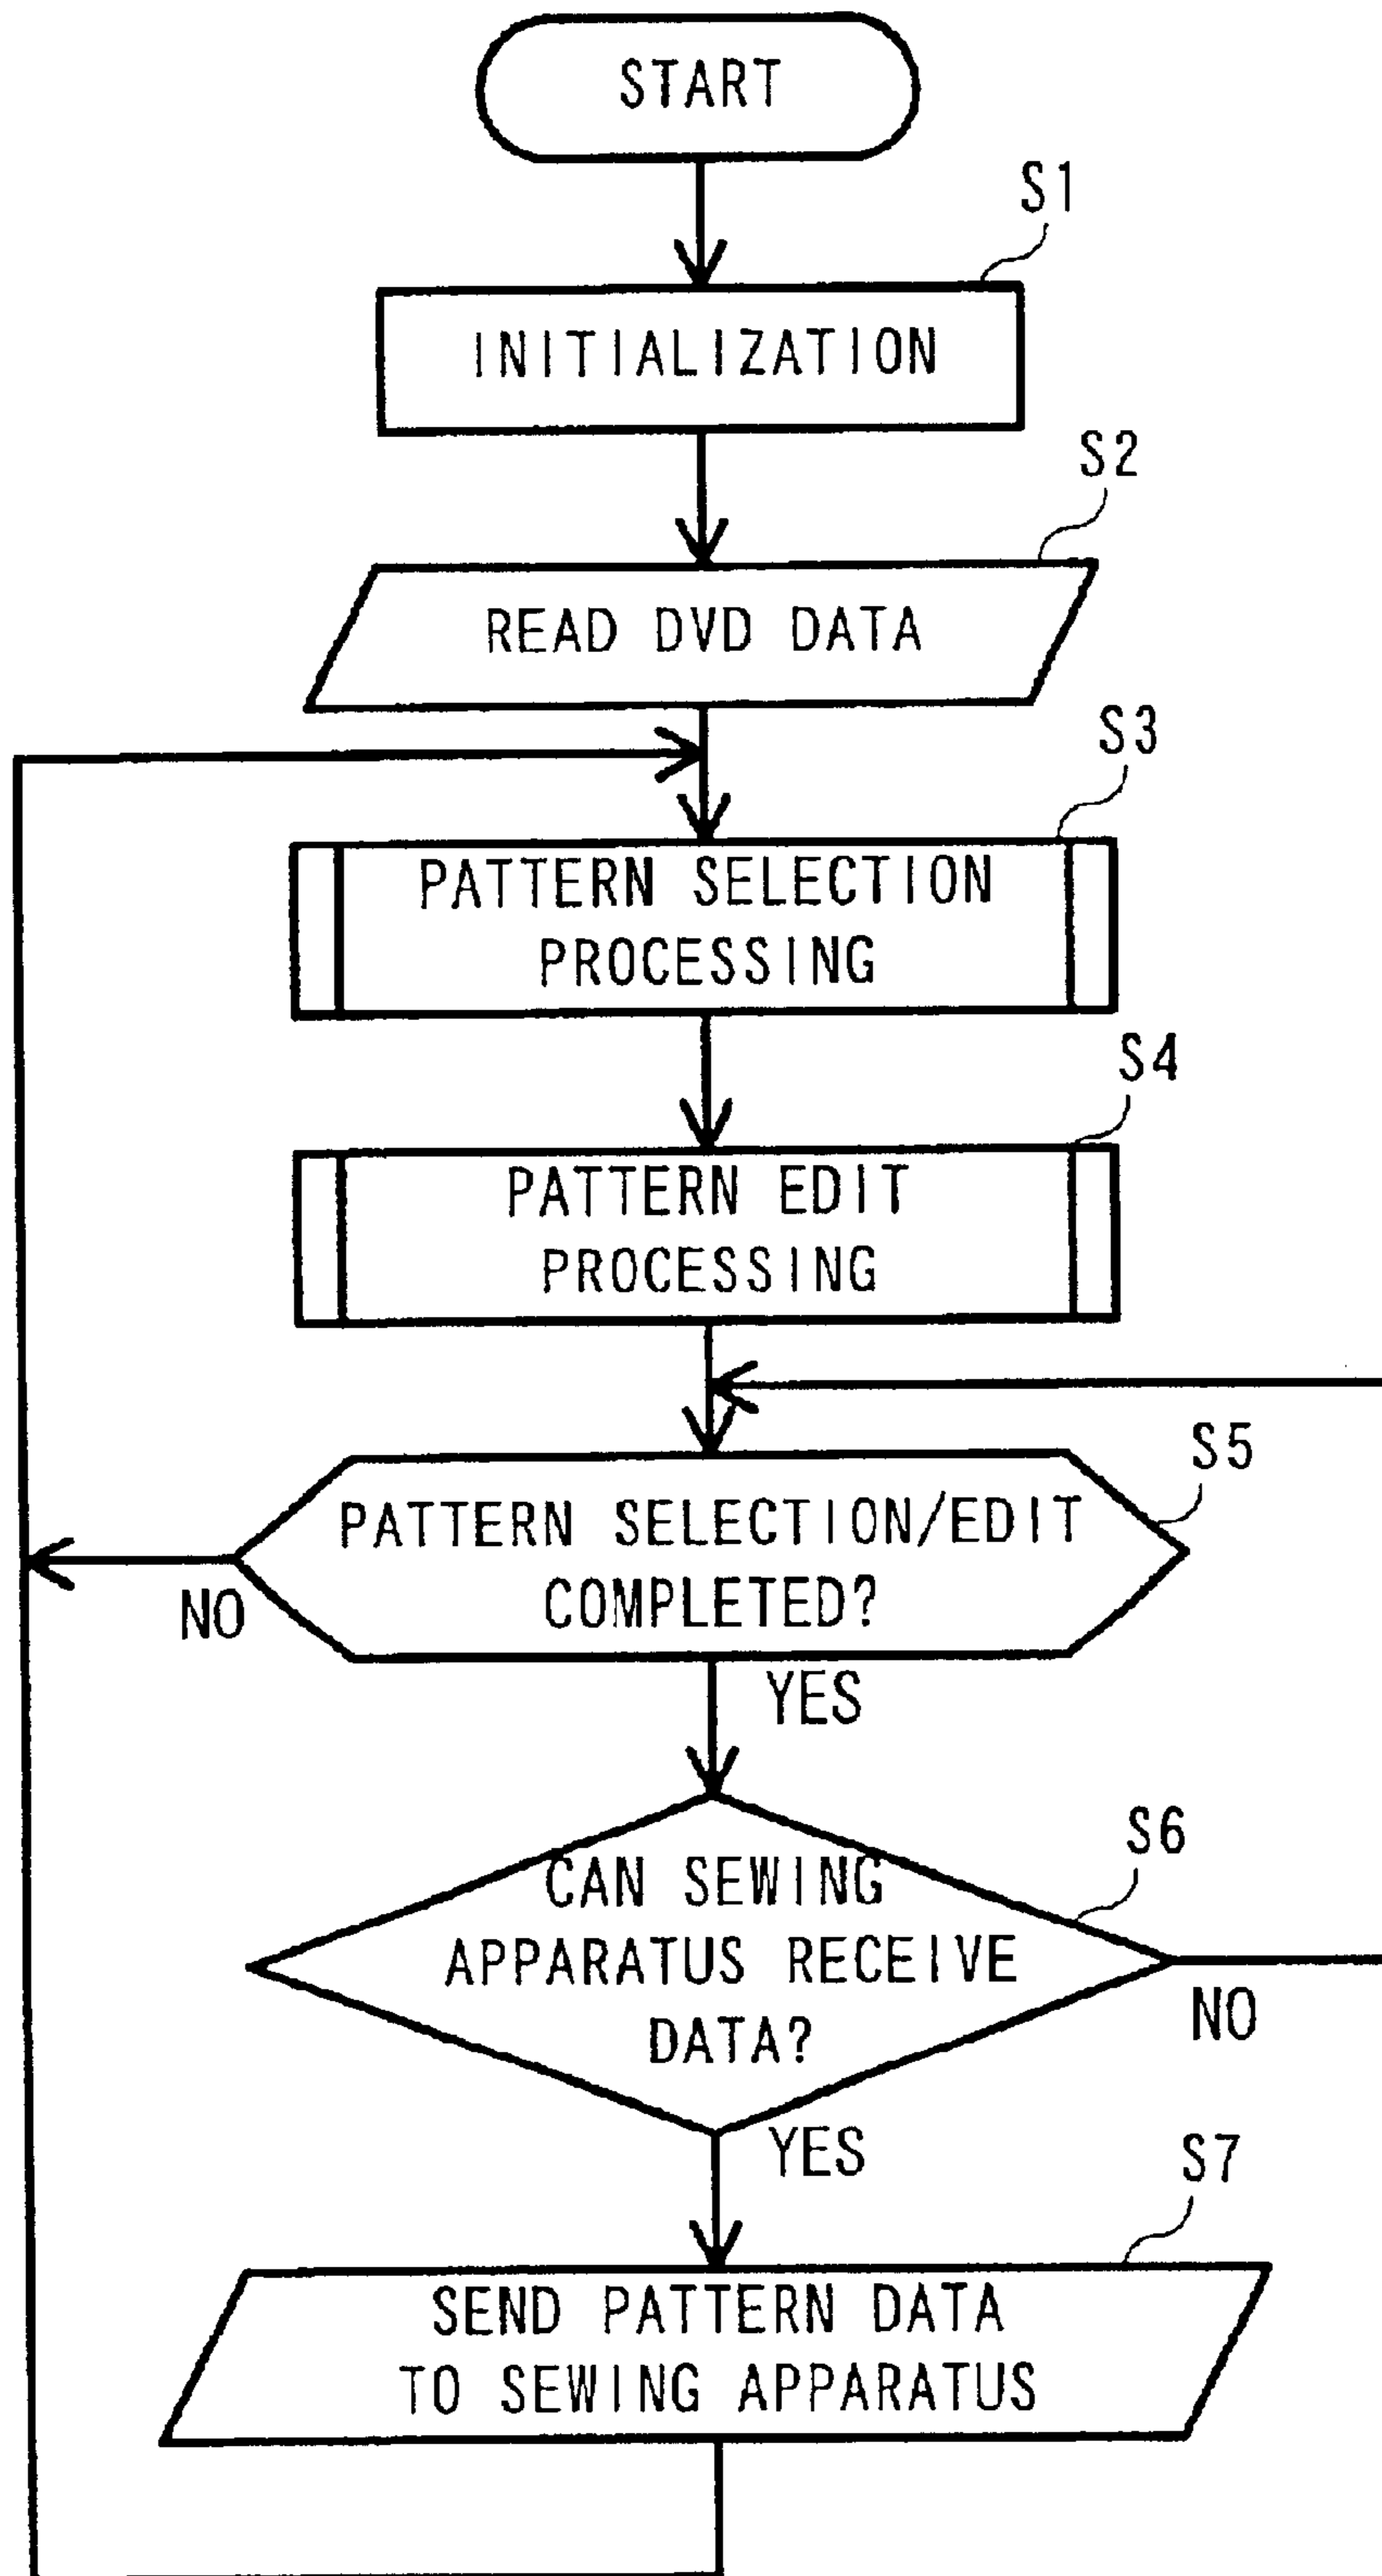 START
S1
INITIALIZATION
S2
READ DVD DATA
S3
PATTERN SELECTION
PROCESSING
S4
PATTERN EDIT
PROCESSING
S5
PATTERN SELECTION/EDIT
COMPLETED?
NO
YES
S6
CAN SEWING
APPARATUS RECEIVE
DATA?
NO
YES
S7
SEND PATTERN DATA
TO SEWING APPARATUS